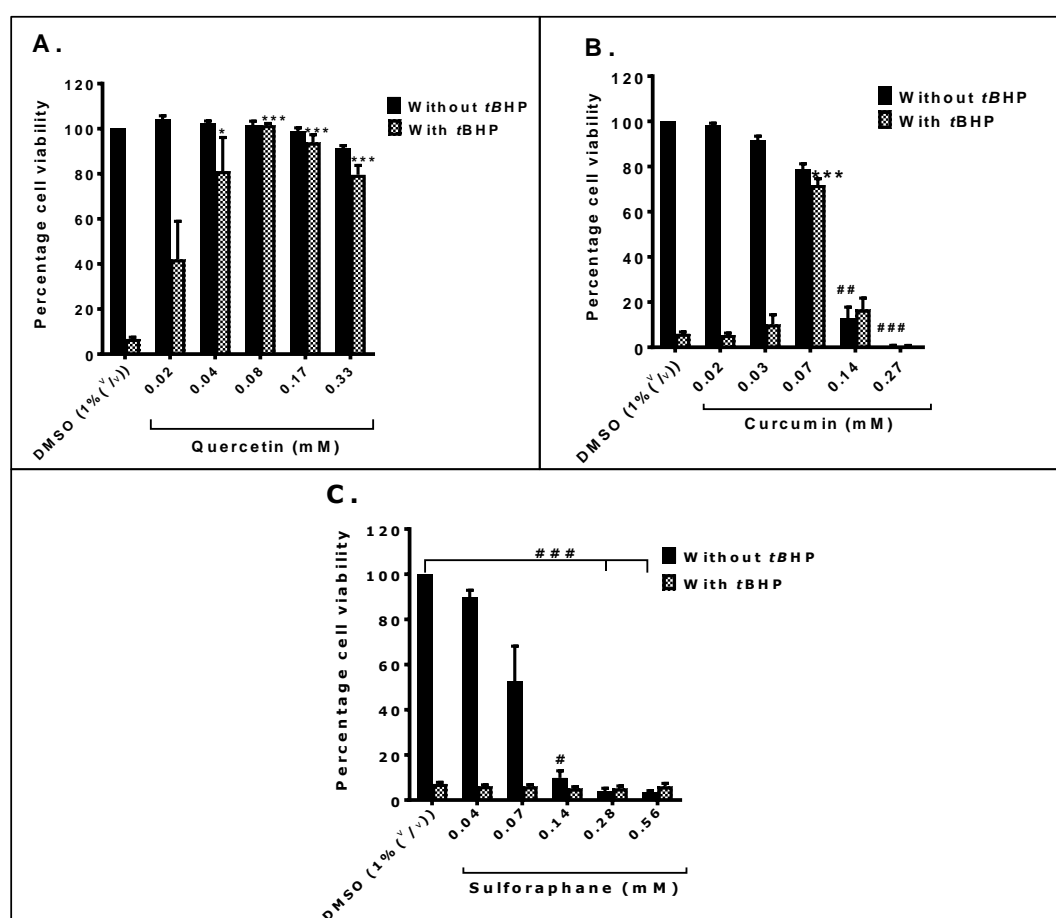 A.
120
100
80
60
40
20
0
Percentage cell viability
Without tBHP
With tBHP
*
***
***
***
DMSO (1% (v/v))
0.02
0.04
0.08
0.17
0.33
Quercetin (mM)
B.
120
100
80
60
40
20
0
Percentage cell viability
Without tBHP
With tBHP
***
##
###
DMSO (1% (v/v))
0.02
0.03
0.07
0.14
0.27
Curcumin (mM)
C.
120
100
80
60
40
20
0
Percentage cell viability
###
Without tBHP
With tBHP
#
DMSO (1% (v/v))
0.04
0.07
0.14
0.28
0.56
Sulforaphane (mM)